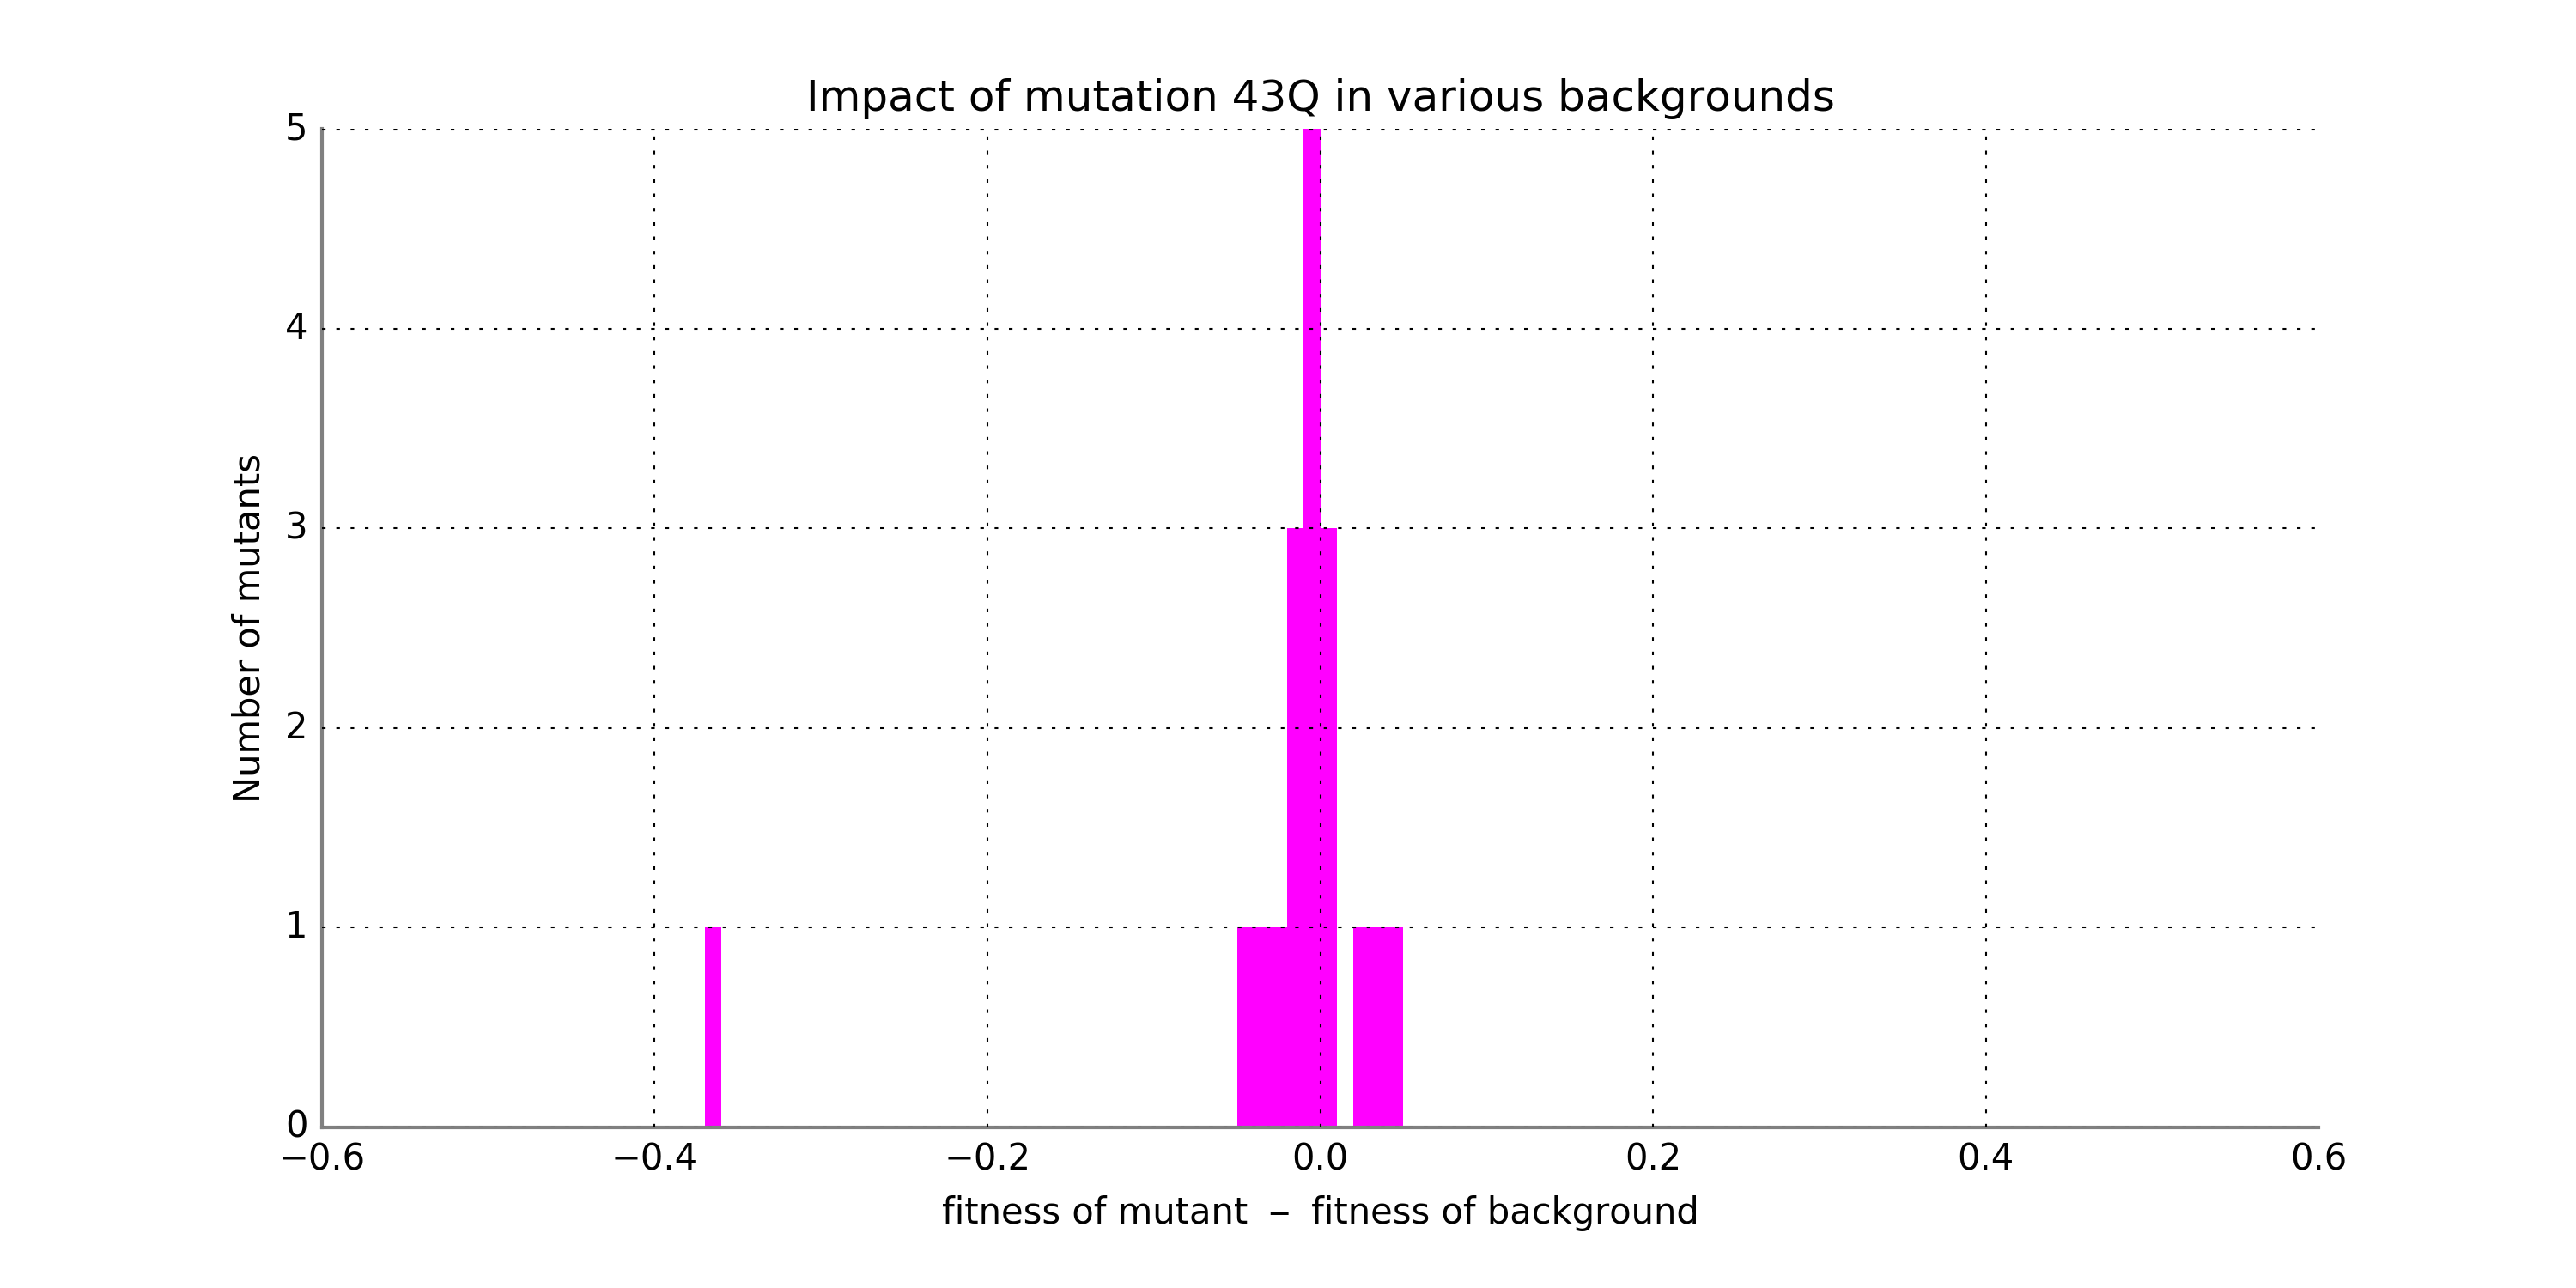 Impact of mutation 43Q in various backgrounds
5
4
3
2
1
0
Number of mutants
−0.6 −0.4 −0.2 0.0 0.2 0.4 0.6
fitness of mutant − fitness of background